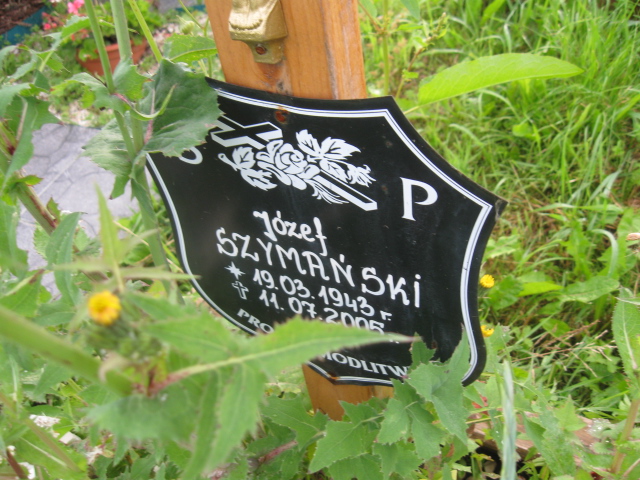 Ś P
Józef
SZYMAŃSKI
19.03.1943 r
11.07.2005